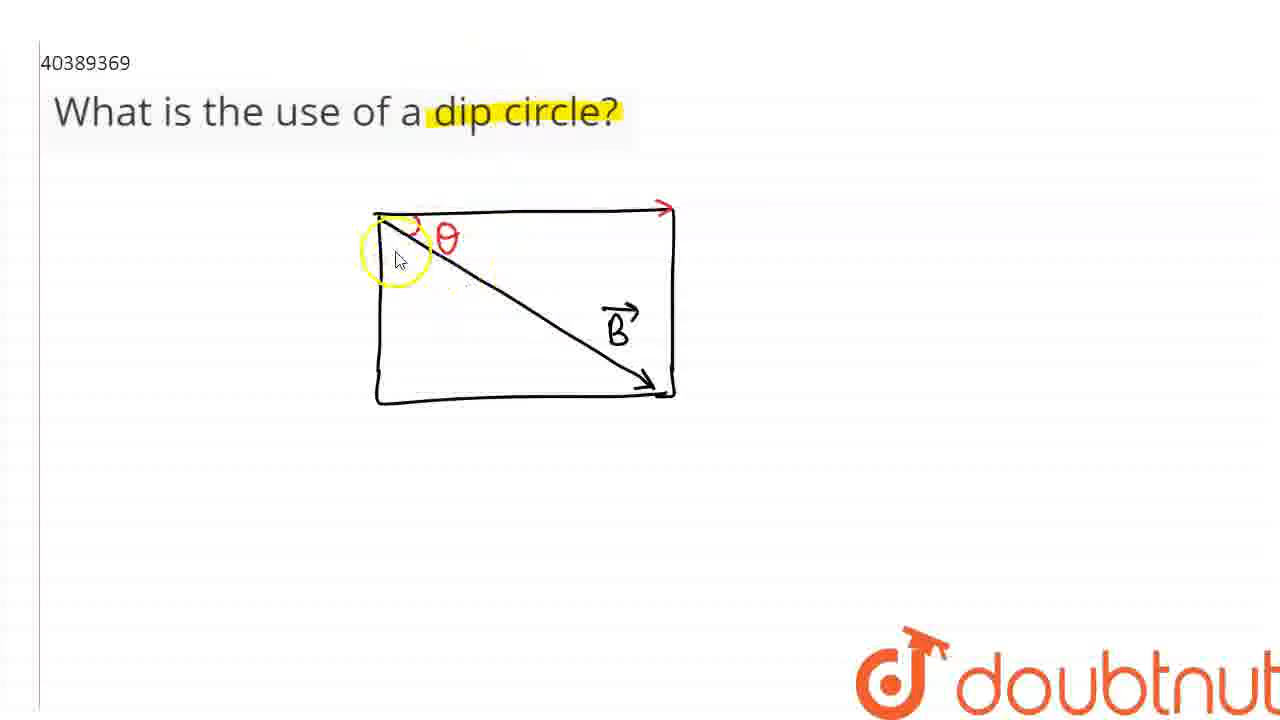 40389369
What is the use of a dip circle?
θ
B
doubtnut